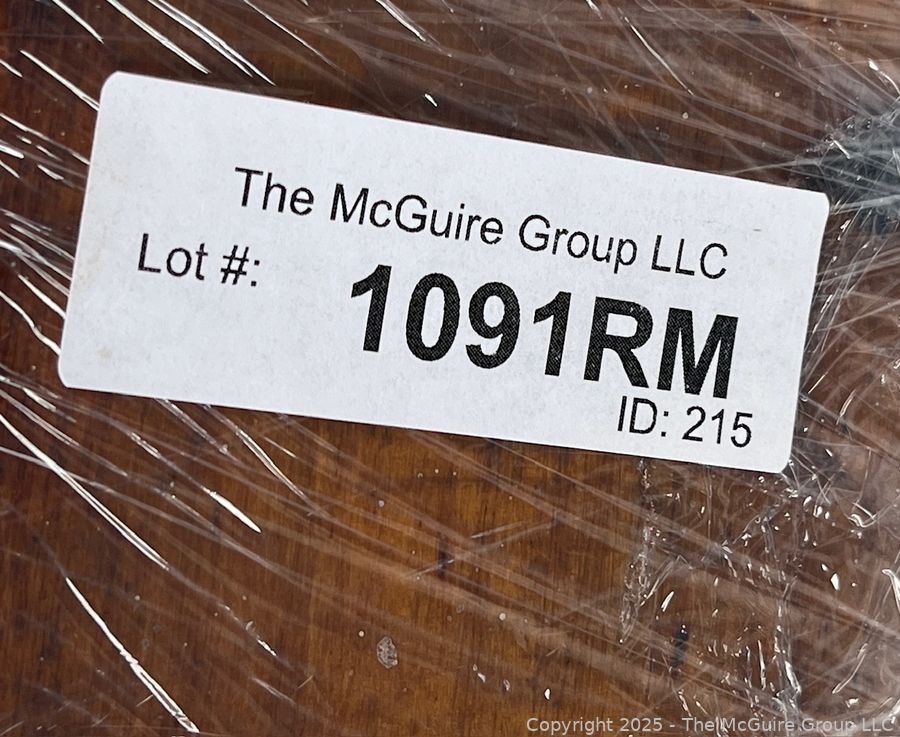 The McGuire Group LLC
Lot #:
1091RM
ID: 215
Copyright 2025 - The McGuire Group LLC